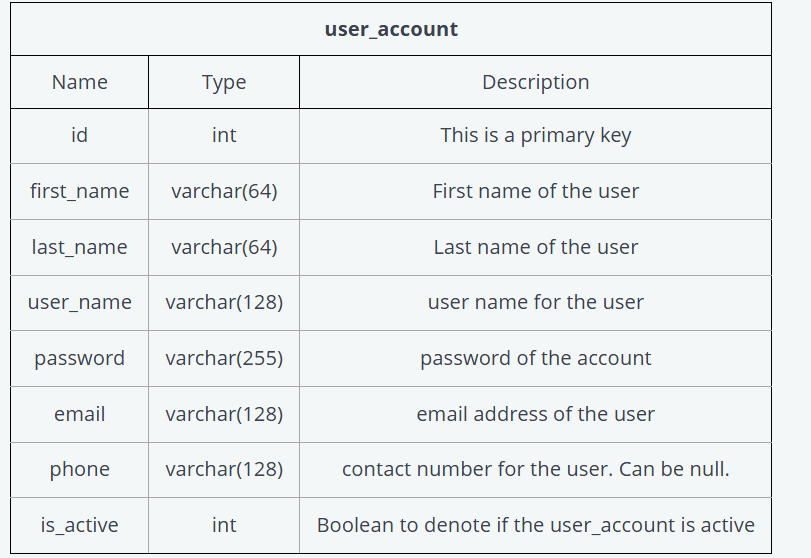 user_account
Name Type Description
id int This is a primary key
first_name varchar(64) First name of the user
last_name varchar(64) Last name of the user
user_name varchar(128) user name for the user
password varchar(255) password of the account
email varchar(128) email address of the user
phone varchar(128) contact number for the user. Can be null.
is_active int Boolean to denote if the user_account is active